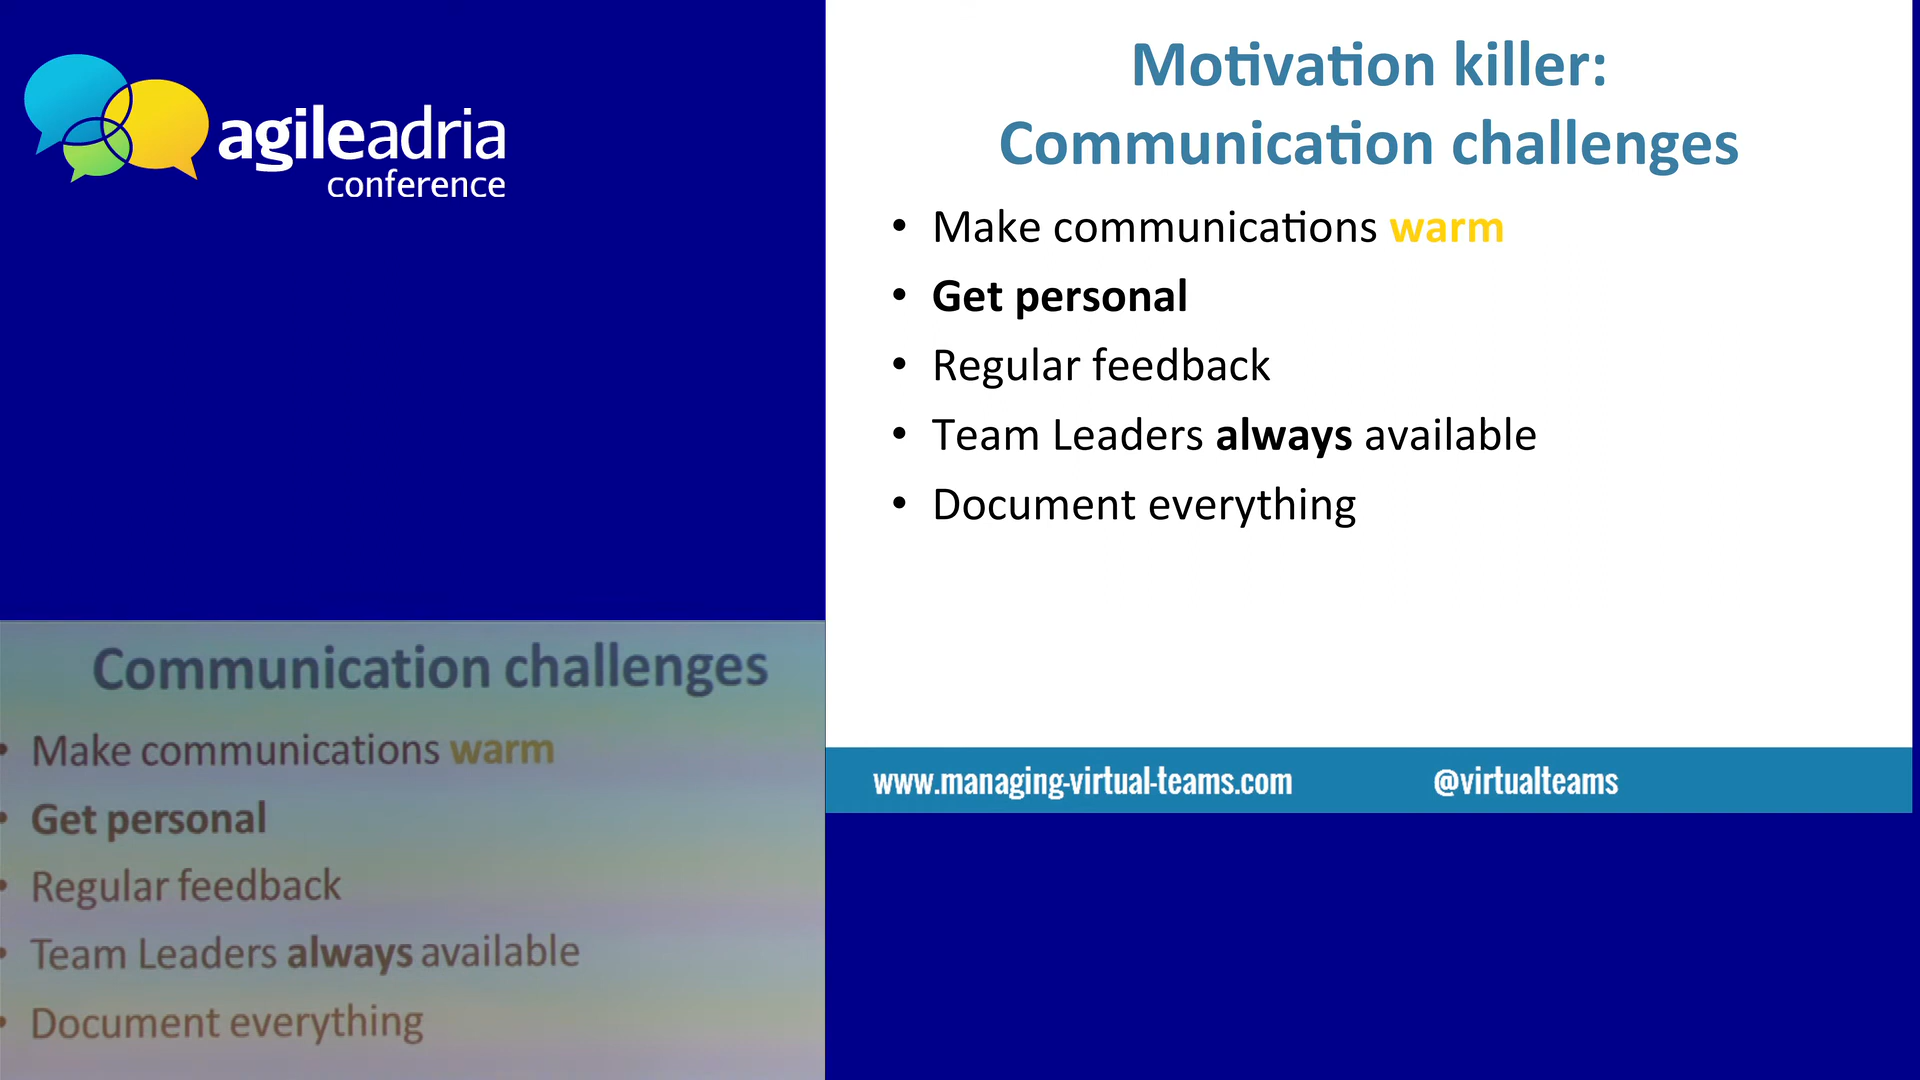 agileadria
conference
Motivation killer:
Communication challenges
• Make communications warm
• Get personal
• Regular feedback
• Team Leaders always available
• Document everything
www.managing-virtual-teams.com @virtualteams
Communication challenges
• Make communications warm
• Get personal
• Regular feedback
• Team Leaders always available
• Document everything